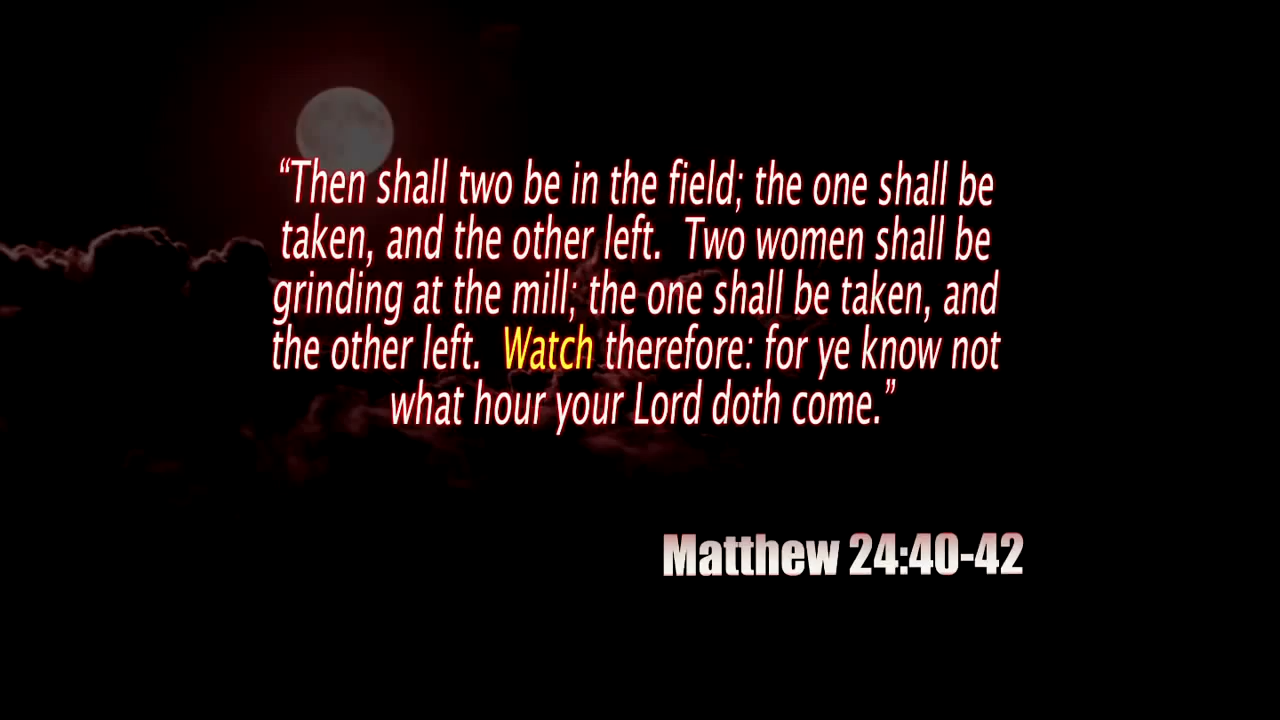 “Then shall two be in the field; the one shall be
taken, and the other left.  Two women shall be
grinding at the mill; the one shall be taken, and
the other left.  Watch therefore: for ye know not
what hour your Lord doth come.”
Matthew 24:40-42